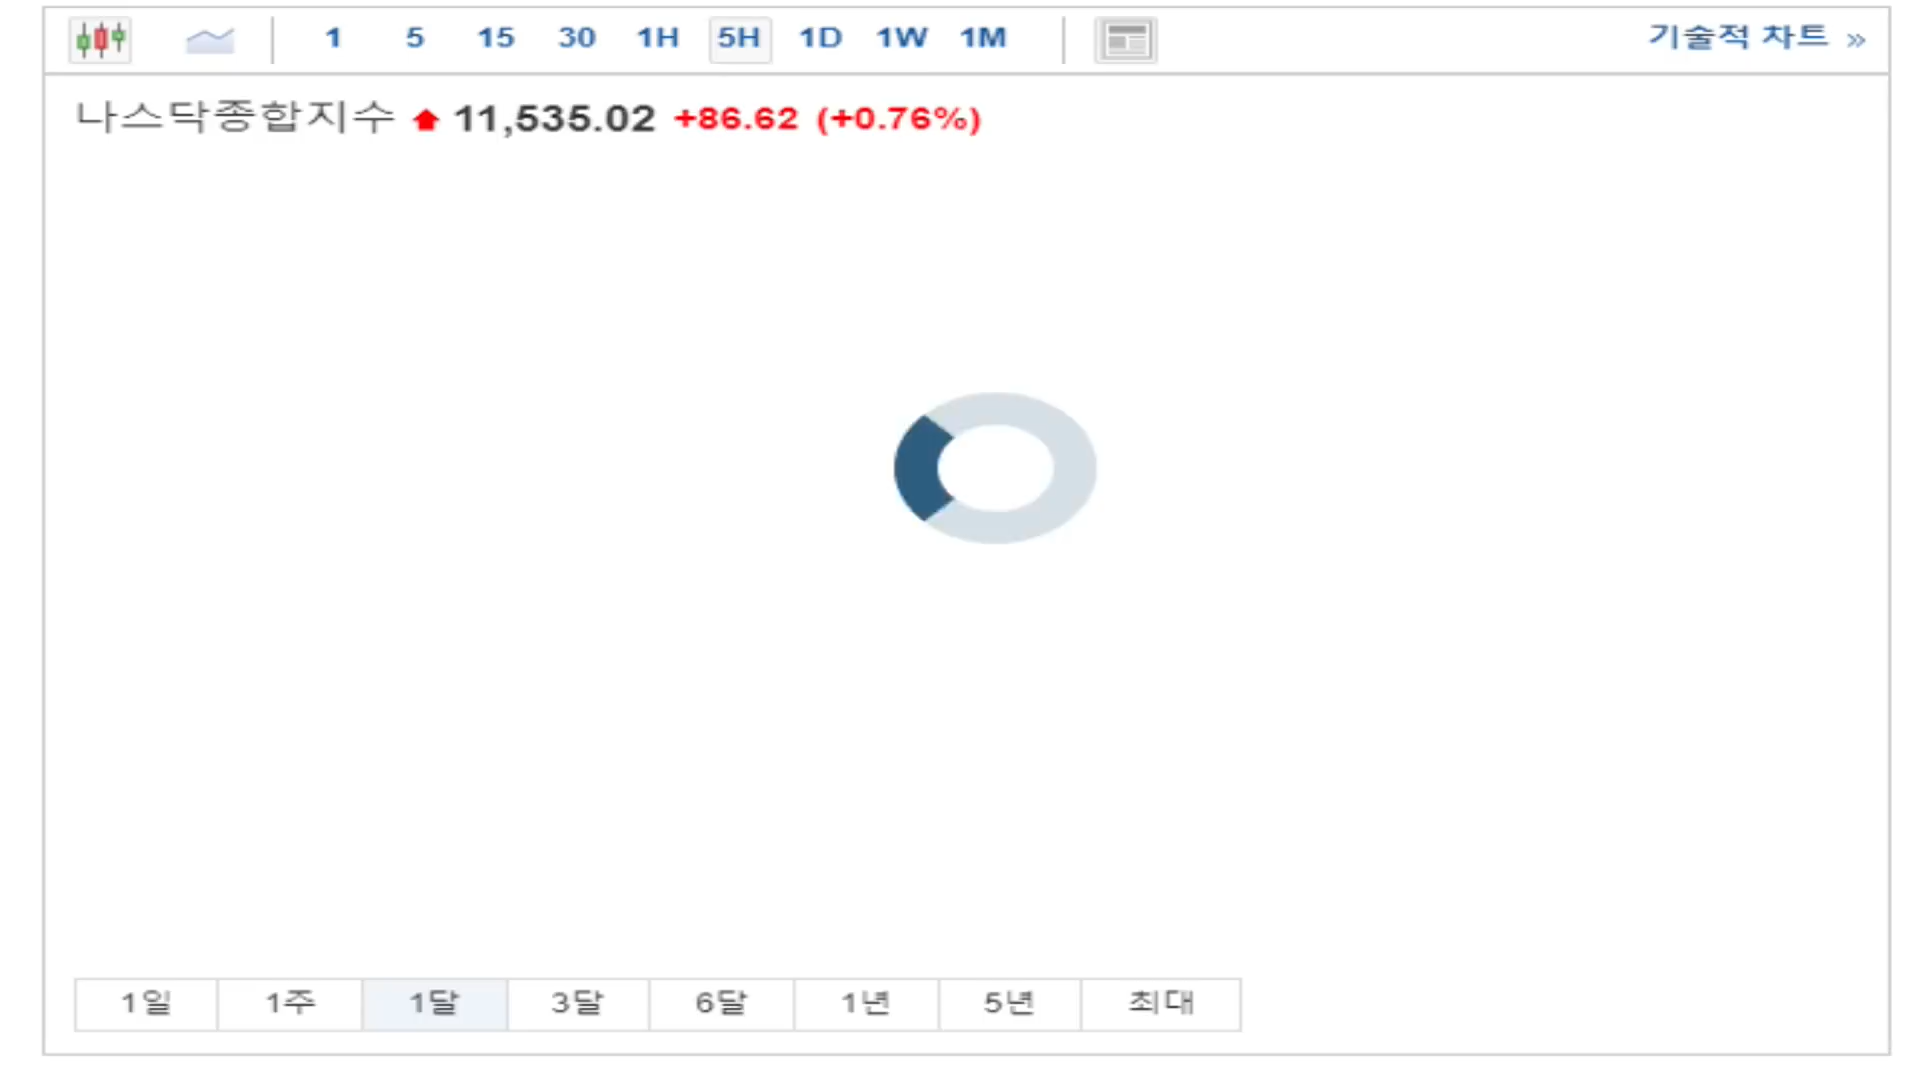 1 5 15 30 1H 5H 1D 1W 1M 기술적 차트 »
나스닥종합지수 11,535.02 +86.62 (+0.76%)
1일 1주 1달 3달 6달 1년 5년 최대